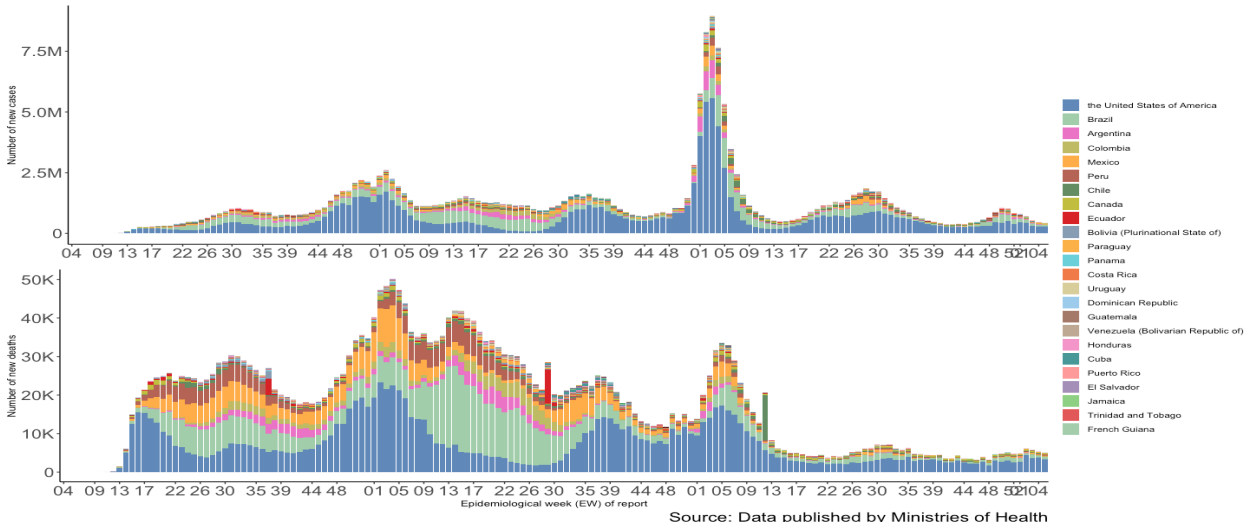 7.5M
5.0M
2.5M
0
Number of new cases
04 09 13 17 22 26 30 35 39 44 48 01 05 09 13 17 22 26 30 35 39 44 48 01 05 09 13 17 22 26 30 35 39 44 48 04
50K
40K
30K
20K
10K
0
Number of new deaths
04 09 13 17 22 26 30 35 39 44 48 01 05 09 13 17 22 26 30 35 39 44 48 01 05 09 13 17 22 26 30 35 39 44 48 04
Epidemiological week (EW) of report
the United States of America
Brazil
Argentina
Colombia
Mexico
Peru
Chile
Canada
Ecuador
Bolivia (Plurinational State of)
Paraguay
Panama
Costa Rica
Uruguay
Dominican Republic
Guatemala
Venezuela (Bolivarian Republic of)
Honduras
Cuba
Puerto Rico
El Salvador
Jamaica
Trinidad and Tobago
French Guiana
Source: Data published by Ministries of Health